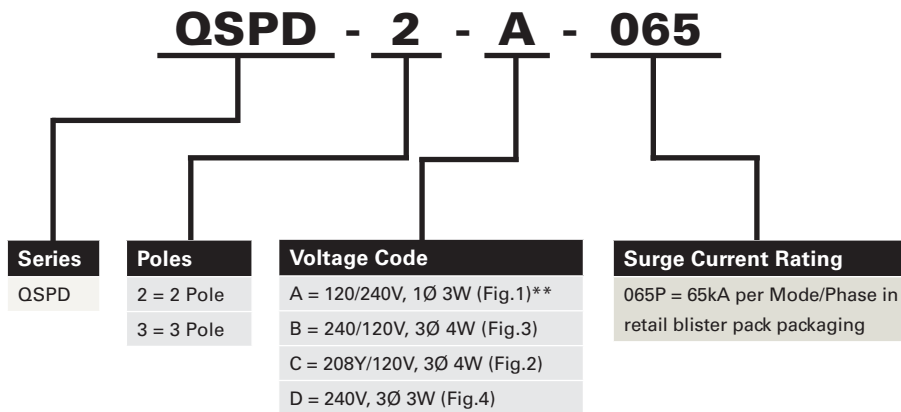 QSPD - 2 - A - 065
Series
QSPD
Poles
2 = 2 Pole
3 = 3 Pole
Voltage Code
A = 120/240V, 1Ø 3W (Fig.1)**
B = 240/120V, 3Ø 4W (Fig.3)
C = 208Y/120V, 3Ø 4W (Fig.2)
D = 240V, 3Ø 3W (Fig.4)
Surge Current Rating
065P = 65kA per Mode/Phase in
retail blister pack packaging